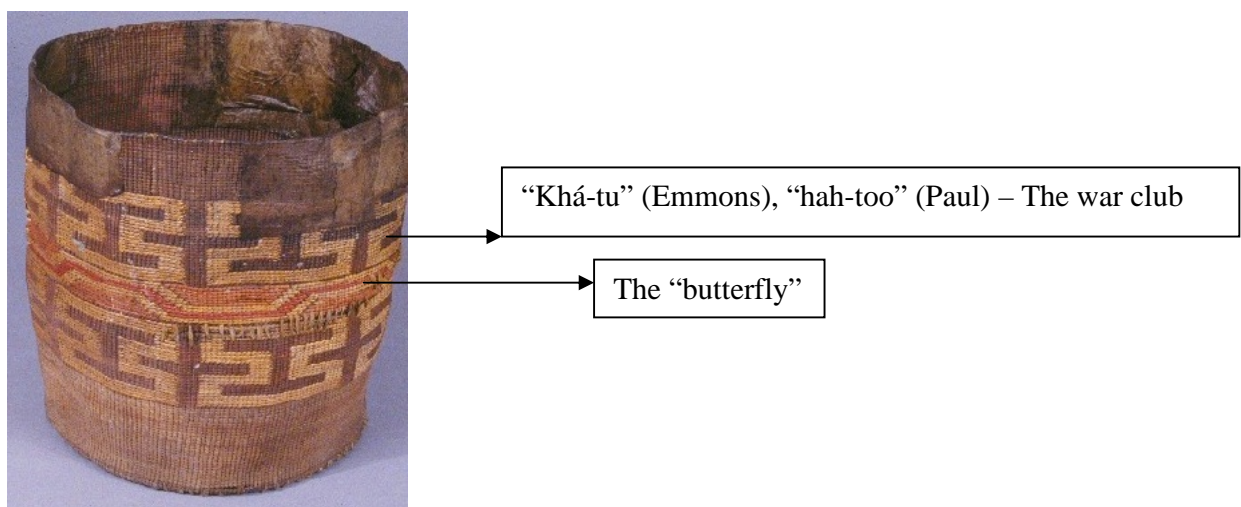 “Khá-tu” (Emmons), “hah-too” (Paul) – The war club
The “butterfly”